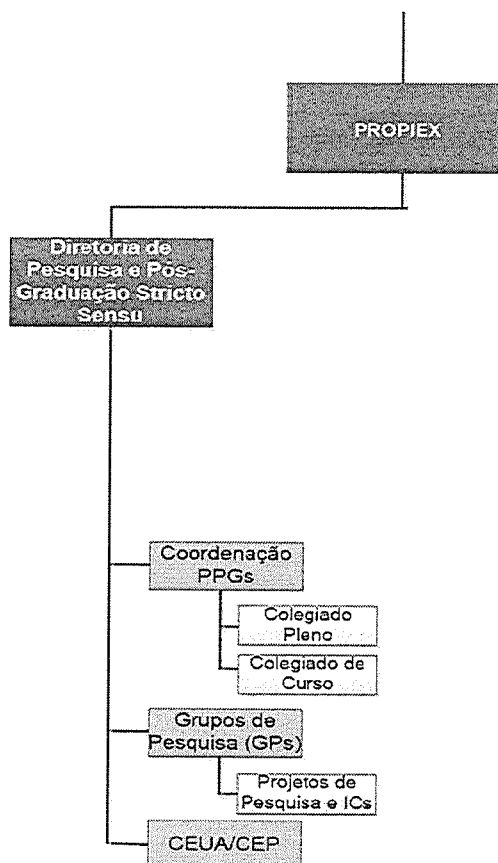 PROPIEX
Diretoria de
Pesquisa e Pós-
Graduação Stricto
Sensu
Coordenação
PPGs
Colegiado
Pleno
Colegiado de
Curso
Grupos de
Pesquisa (GPs)
Projetos de
Pesquisa e ICs
CEUA/CEP